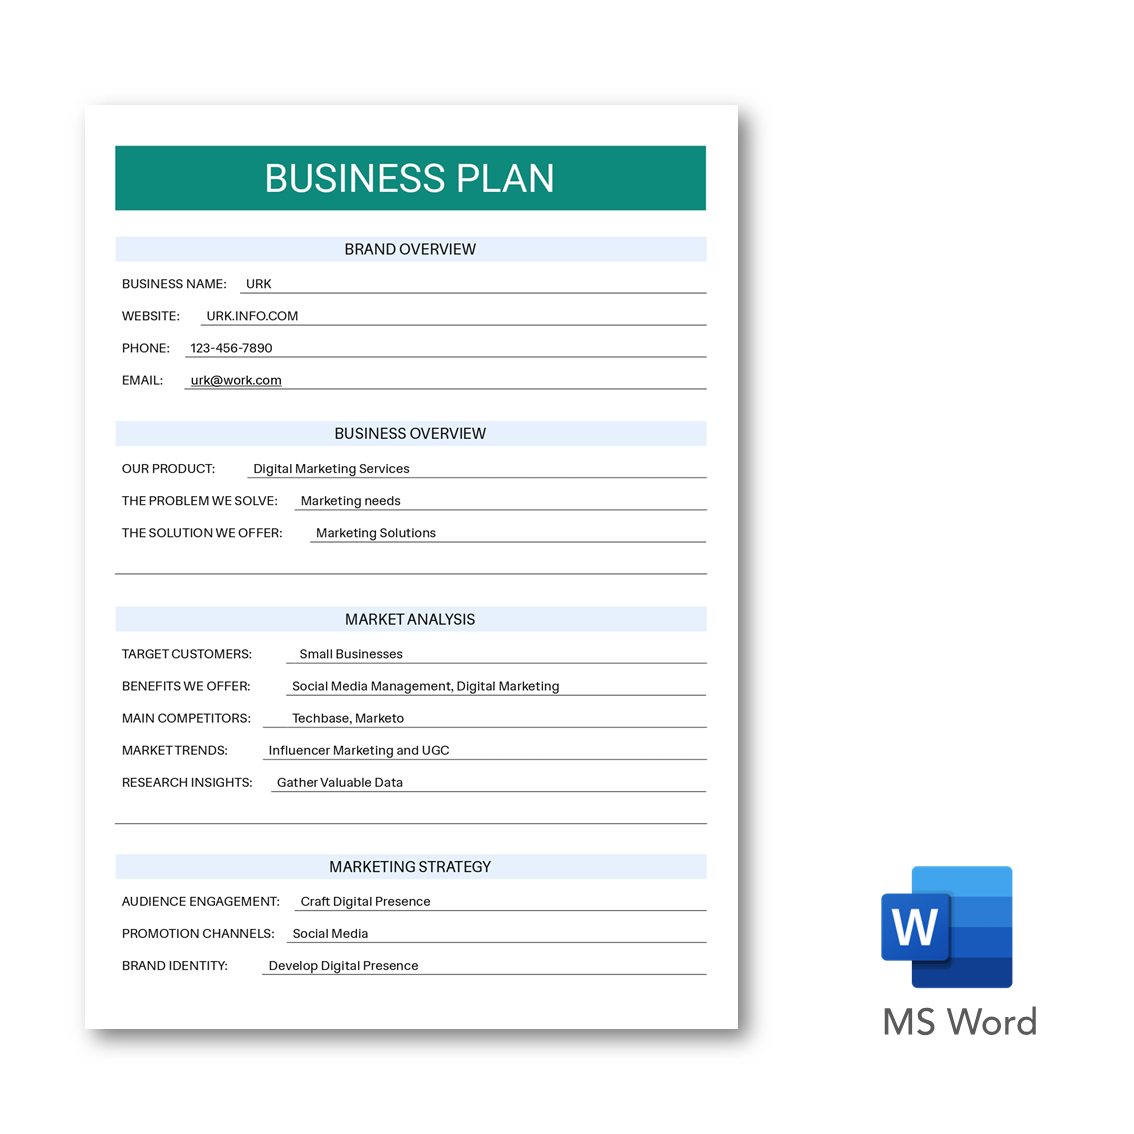 BUSINESS PLAN
BRAND OVERVIEW
BUSINESS NAME: URK
WEBSITE: URK.INFO.COM
PHONE: 123-456-7890
EMAIL: urk@work.com
BUSINESS OVERVIEW
OUR PRODUCT: Digital Marketing Services
THE PROBLEM WE SOLVE: Marketing needs
THE SOLUTION WE OFFER: Marketing Solutions
MARKET ANALYSIS
TARGET CUSTOMERS: Small Businesses
BENEFITS WE OFFER: Social Media Management, Digital Marketing
MAIN COMPETITORS: Techbase, Marketo
MARKET TRENDS: Influencer Marketing and UGC
RESEARCH INSIGHTS: Gather Valuable Data
MARKETING STRATEGY
AUDIENCE ENGAGEMENT: Craft Digital Presence
PROMOTION CHANNELS: Social Media
BRAND IDENTITY: Develop Digital Presence
W
MS Word